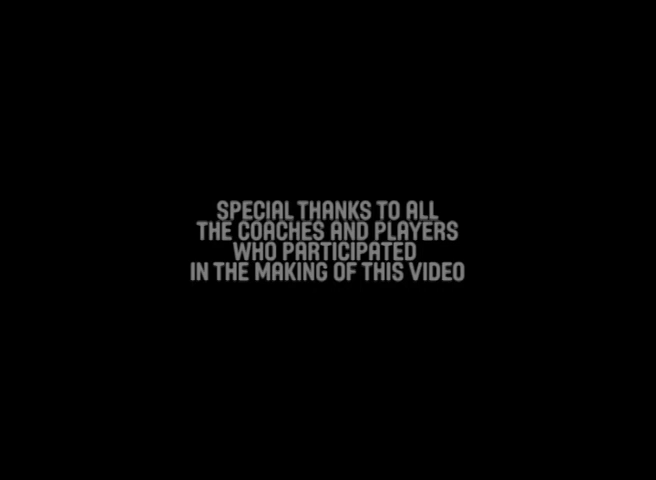 SPECIAL THANKS TO ALL
THE COACHES AND PLAYERS
WHO PARTICIPATED
IN THE MAKING OF THIS VIDEO